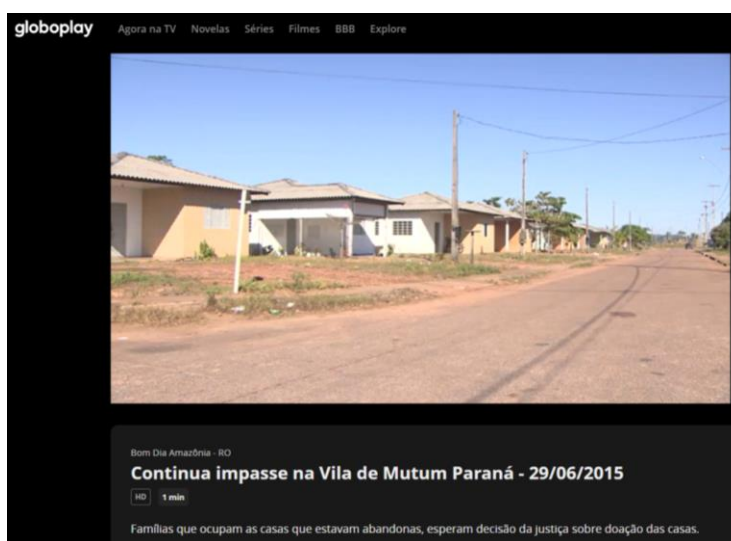 globoplay Agora na TV Novelas Séries Filmes BBB Explore
Bom Dia Amazônia - RO
Continua impasse na Vila de Mutum Paraná - 29/06/2015
HD 1 min
Famílias que ocupam as casas que estavam abandonas, esperam decisão da justiça sobre doação das casas.